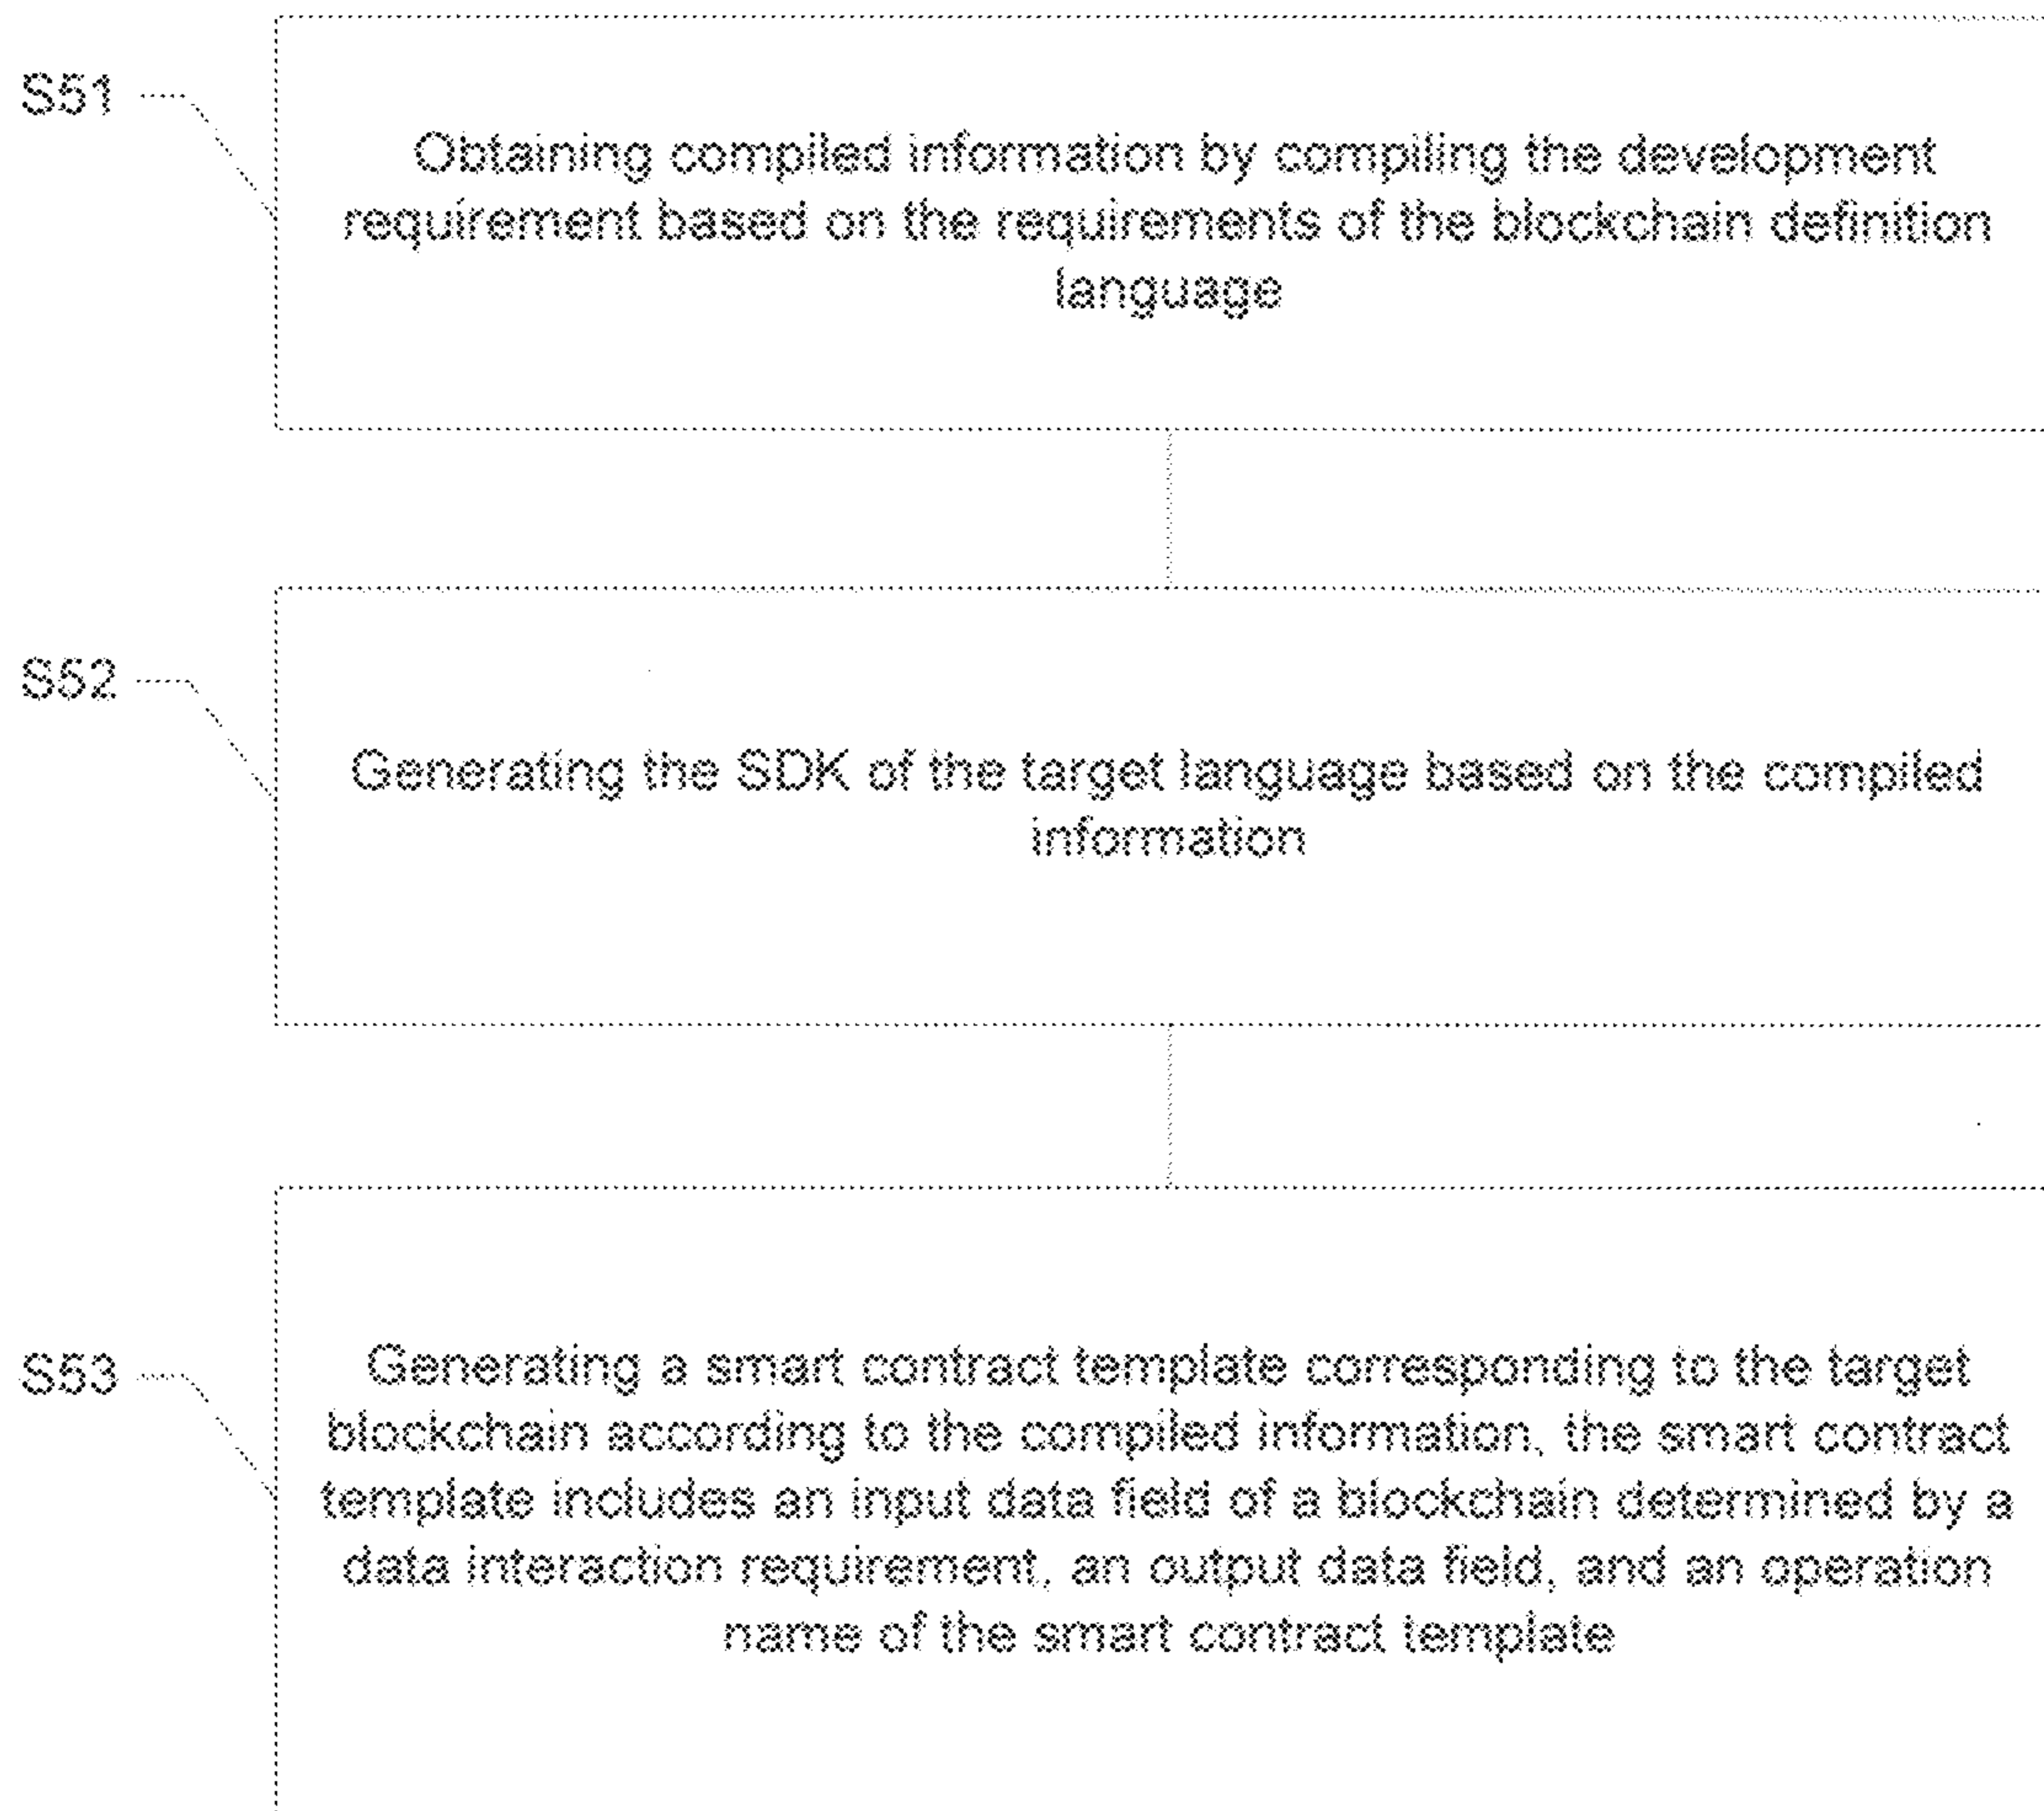 S51
Obtaining compiled information by compiling the development
requirement based on the requirements of the blockchain definition
language
S52
Generating the SDK of the target language based on the compiled
information
S53
Generating a smart contract template corresponding to the target
blockchain according to the compiled information, the smart contract
template includes an input data field of a blockchain determined by a
data interaction requirement, an output data field, and an operation
name of the smart contract template